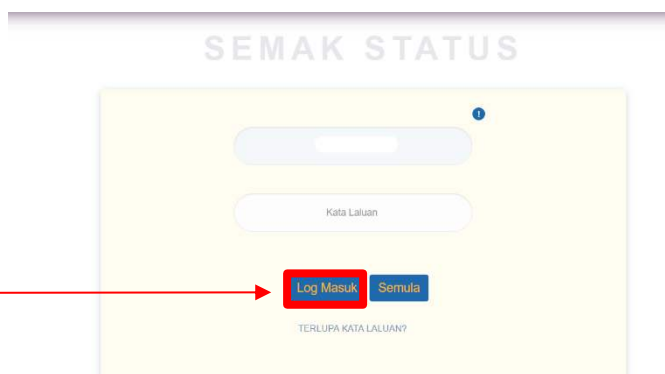 SEMAK STATUS
!
Kata Laluan
Log Masuk Semula
TERLUPA KATA LALUAN?